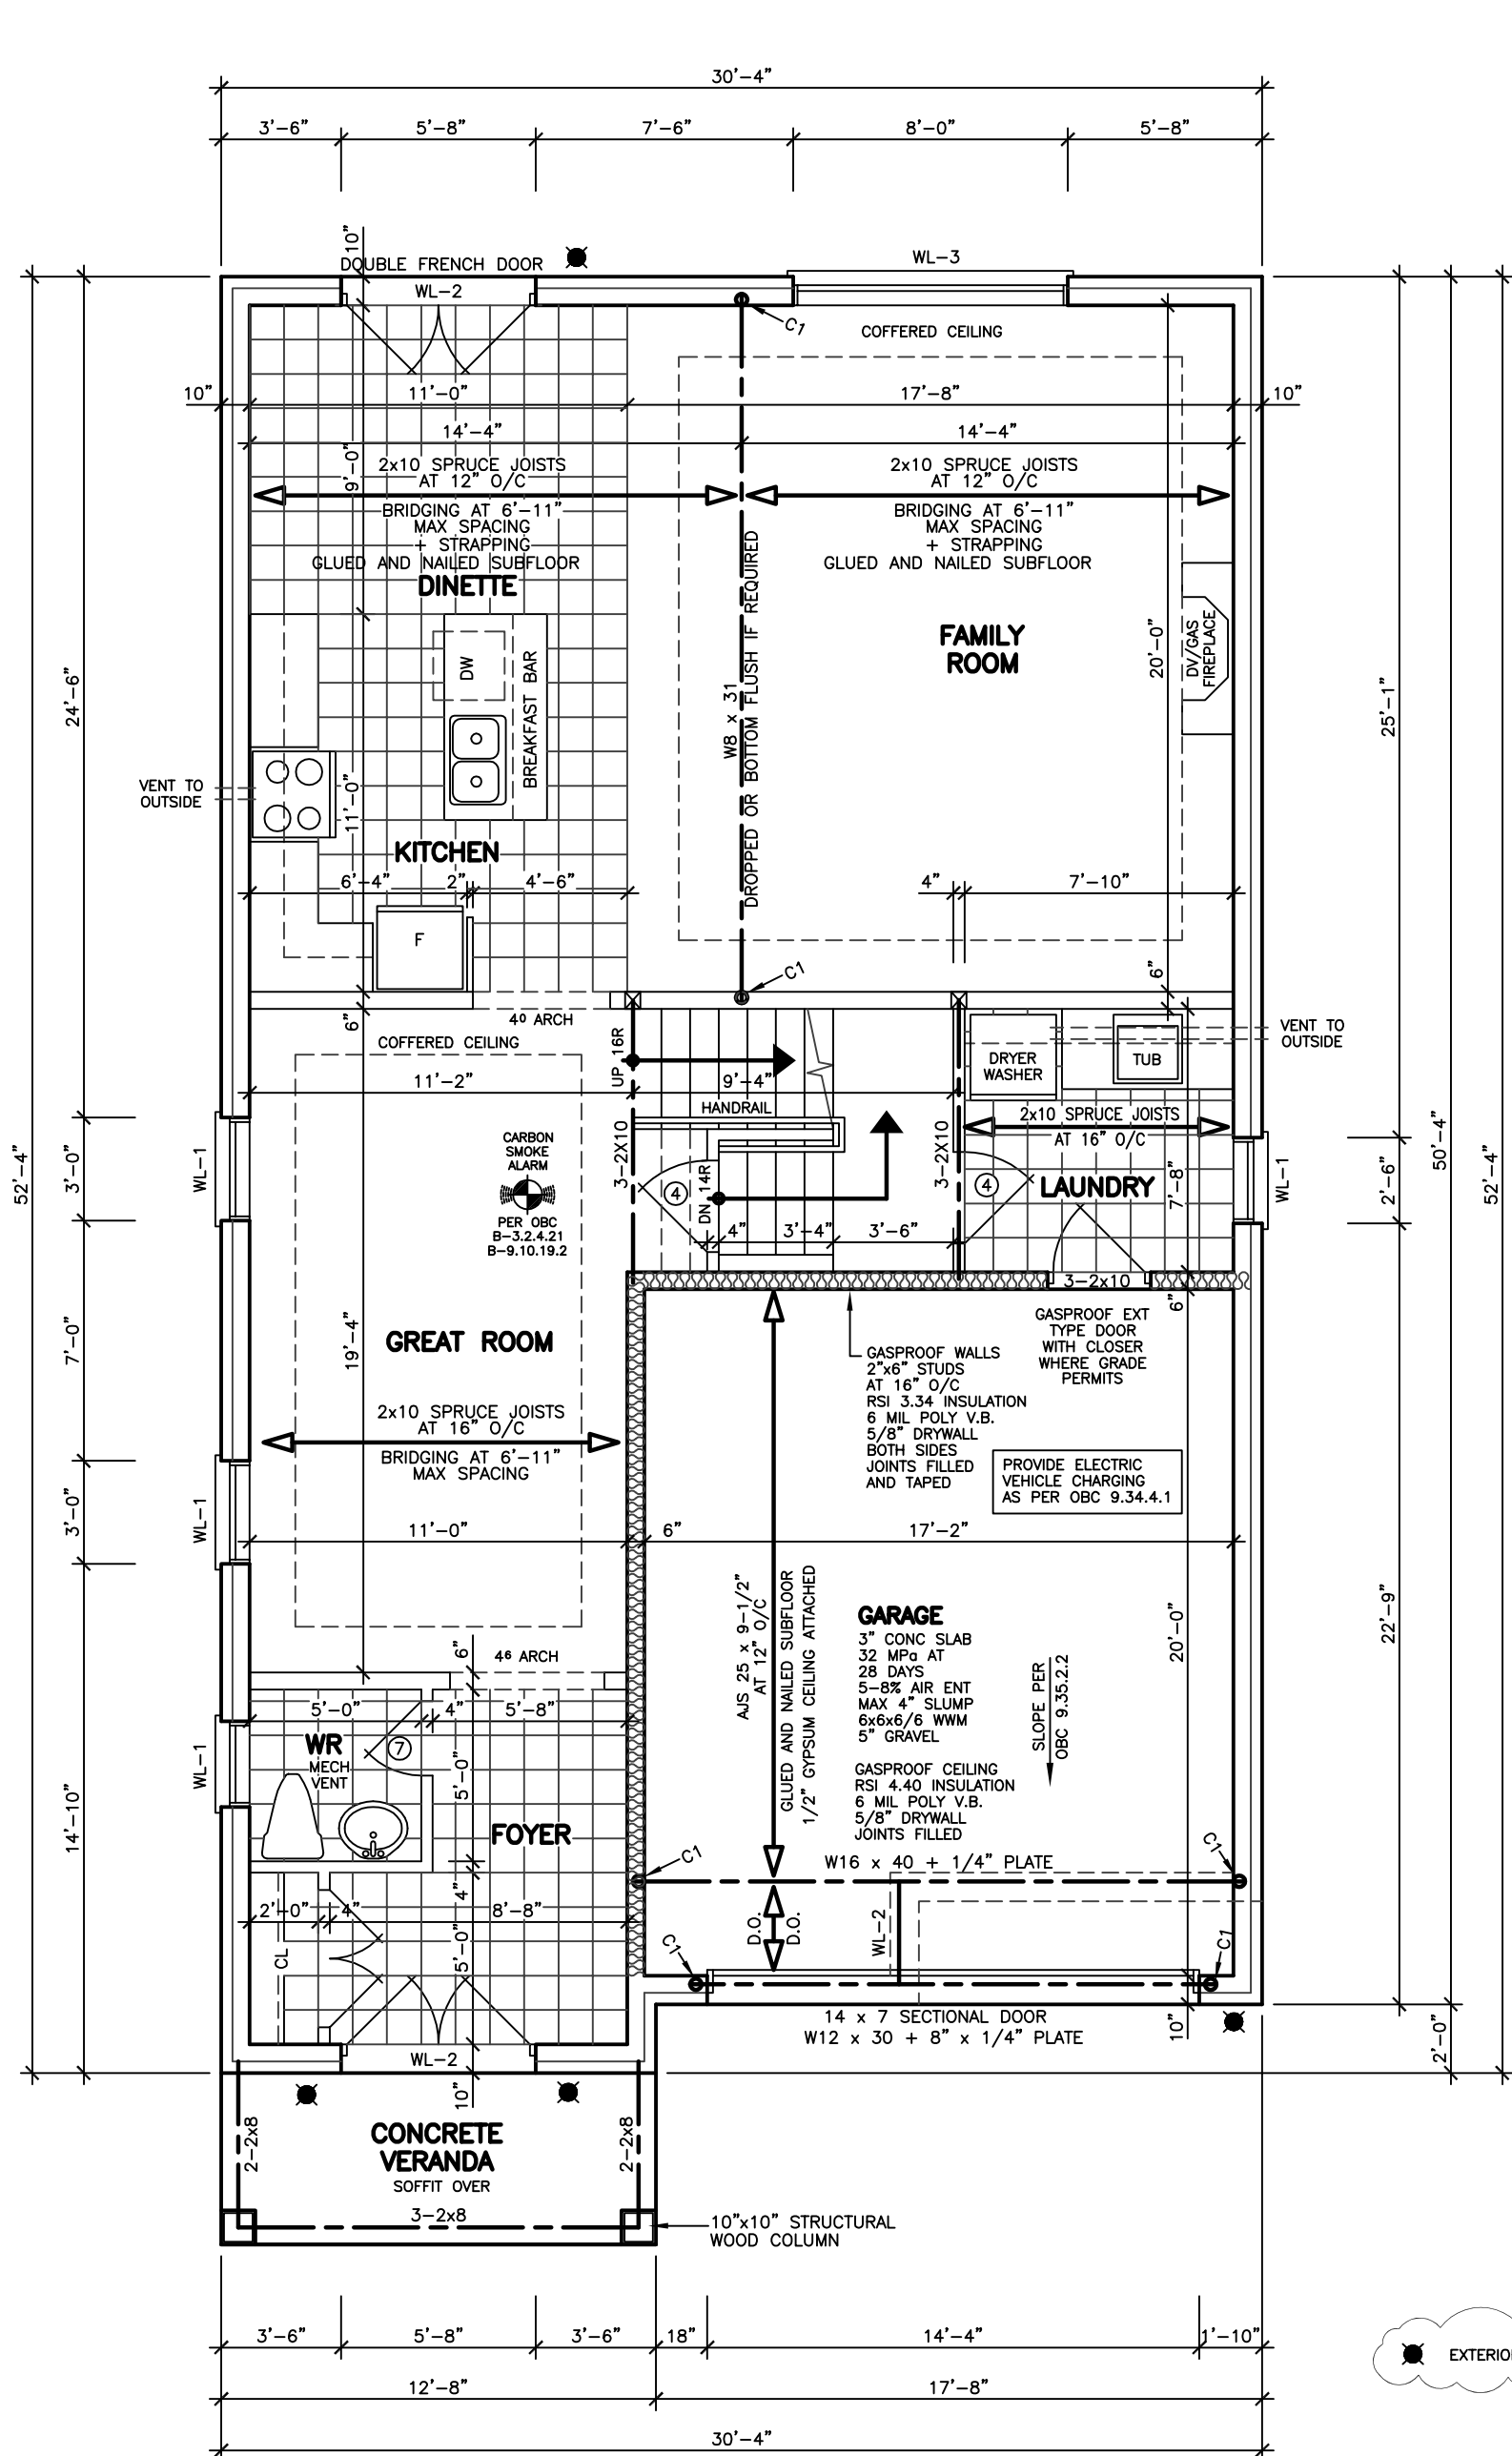 30'-4"
3'-6" 5'-8" 7'-6" 8'-0" 5'-8"
10"
DOUBLE FRENCH DOOR
WL-3
WL-2
C1
COFFERED CEILING
10" 11'-0" 17'-8" 10"
14'-4" 14'-4"
9'-0"
2x10 SPRUCE JOISTS
AT 12" O/C
BRIDGING AT 6'-11"
MAX SPACING
+ STRAPPING
GLUED AND NAILED SUBFLOOR
DINETTE
2x10 SPRUCE JOISTS
AT 12" O/C
BRIDGING AT 6'-11"
MAX SPACING
+ STRAPPING
GLUED AND NAILED SUBFLOOR
FAMILY
ROOM
W8 x 31
DROPPED OR BOTTOM FLUSH IF REQUIRED
20'-0"
DV/GAS
FIREPLACE
DW
BREAKFAST BAR
24'-6"
25'-1"
VENT TO
OUTSIDE
11'-0"
KITCHEN
6'-4" 2" 4'-6"
4" 7'-10"
F
C1
6"
6"
40 ARCH
COFFERED CEILING
UP 16R
11'-2"
9'-4"
HANDRAIL
DRYER
WASHER
TUB
VENT TO
OUTSIDE
2x10 SPRUCE JOISTS
AT 16" O/C
CARBON
SMOKE
ALARM
PER OBC
B-3.2.4.21
B-9.10.19.2
3-2X10
4
DN 14R
3-2X10
4
LAUNDRY
7'-8"
4" 3'-4" 3'-6"
3-2x10
6"
WL-1
WL-1
3'-0"
2'-6"
52'-4"
50'-4"
52'-4"
7'-0"
GREAT ROOM
19'-4"
GASPROOF WALLS
2"x6" STUDS
AT 16" O/C
RSI 3.34 INSULATION
6 MIL POLY V.B.
5/8" DRYWALL
BOTH SIDES
JOINTS FILLED
AND TAPED
GASPROOF EXT
TYPE DOOR
WITH CLOSER
WHERE GRADE
PERMITS
PROVIDE ELECTRIC
VEHICLE CHARGING
AS PER OBC 9.34.4.1
2x10 SPRUCE JOISTS
AT 16" O/C
BRIDGING AT 6'-11"
MAX SPACING
3'-0"
WL-1
11'-0" 6" 17'-2"
22'-9"
AJS 25 x 9-1/2"
AT 12" O/C
GLUED AND NAILED SUBFLOOR
1/2" GYPSUM CEILING ATTACHED
GARAGE
3" CONC SLAB
32 MPa AT
28 DAYS
5-8% AIR ENT
MAX 4" SLUMP
6x6x6/6 WWM
5" GRAVEL
GASPROOF CEILING
RSI 4.40 INSULATION
6 MIL POLY V.B.
5/8" DRYWALL
JOINTS FILLED
SLOPE PER
OBC 9.35.2.2
20'-0"
6"
46 ARCH
5'-0" 4" 5'-8"
WR
MECH
VENT
7
WL-1
5'-0"
14'-10"
FOYER
C1
C1
W16 x 40 + 1/4" PLATE
4"
2'-0" 4" 8'-8"
CL
5'-0"
D.O.
D.O.
WL-2
C1
C1
14 x 7 SECTIONAL DOOR
W12 x 30 + 8" x 1/4" PLATE
10"
2'-0"
WL-2
10"
2-2x8
CONCRETE
VERANDA
SOFFIT OVER
2-2x8
3-2x8
10"x10" STRUCTURAL
WOOD COLUMN
3'-6" 5'-8" 3'-6" 18" 14'-4" 1'-10"
EXTERIO
12'-8" 17'-8"
30'-4"